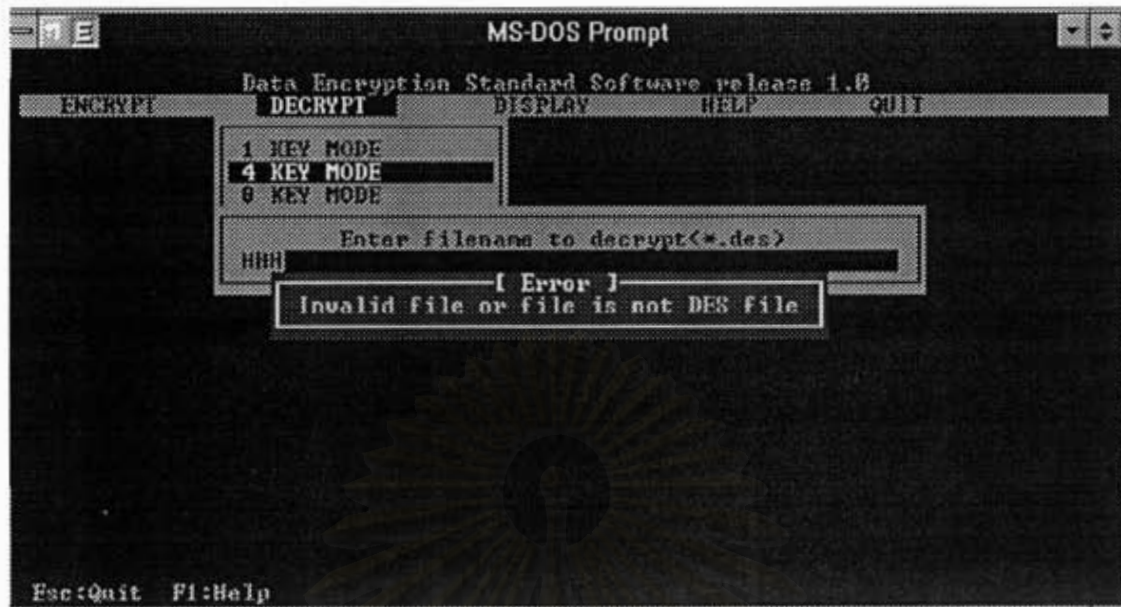 MS-DOS Prompt
Data Encryption Standard Software release 1.0
ENCRYPT DECRYPT DISPLAY HELP QUIT
1 KEY MODE
4 KEY MODE
8 KEY MODE
Enter filename to decrypt<*.des>
HHH
[ Error ]
Invalid file or file is not DES file
Esc:Quit F1:Help